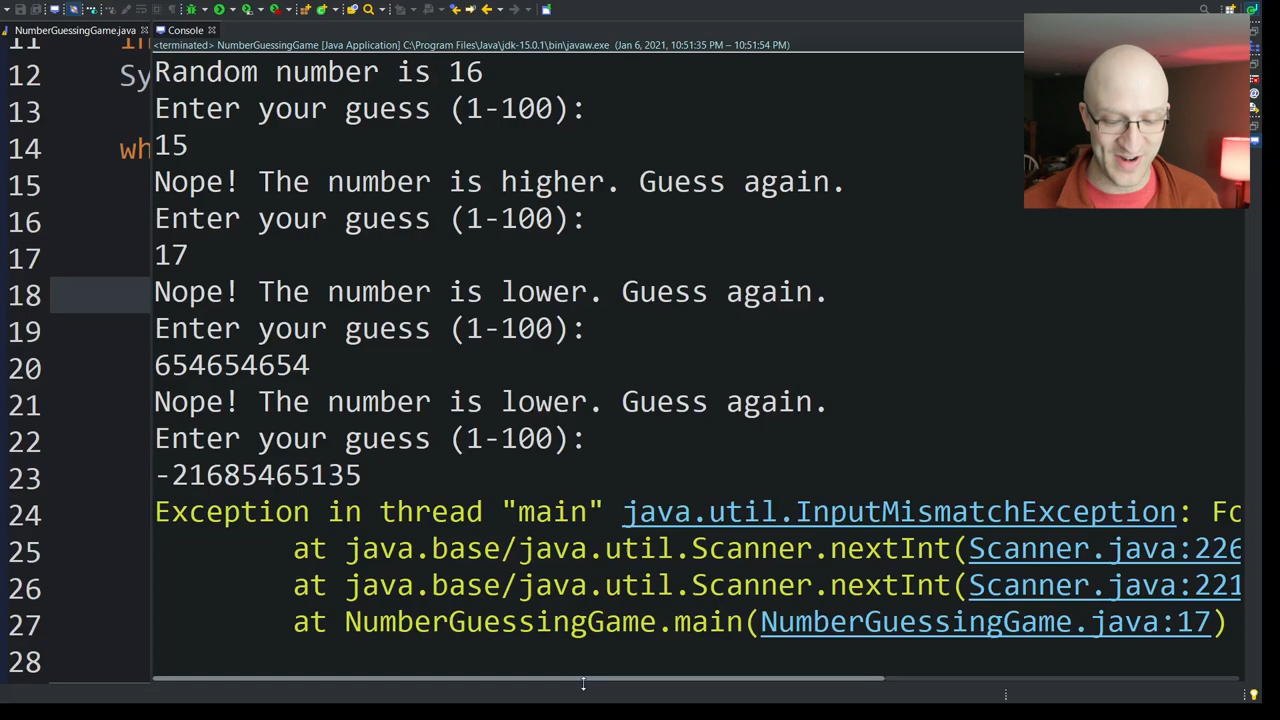 NumberGuessingGame.java
Console
<terminated> NumberGuessingGame [Java Application] C:\Program Files\Java\jdk-15.0.1\bin\javaw.exe (Jan 6, 2021, 10:51:35 PM – 10:51:54 PM)
11 in
12 Sy
13
14 wh
15
16
17
18
19
20
21
22
23
24
25
26
27
28
Random number is 16
Enter your guess (1-100):
15
Nope! The number is higher. Guess again.
Enter your guess (1-100):
17
Nope! The number is lower. Guess again.
Enter your guess (1-100):
654654654
Nope! The number is lower. Guess again.
Enter your guess (1-100):
-21685465135
Exception in thread "main" java.util.InputMismatchException: Fo
at java.base/java.util.Scanner.nextInt(Scanner.java:226
at java.base/java.util.Scanner.nextInt(Scanner.java:221
at NumberGuessingGame.main(NumberGuessingGame.java:17)